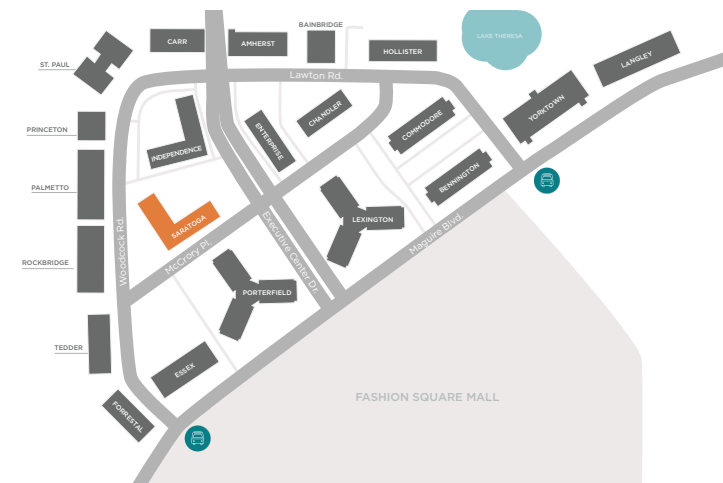 BAINBRIDGE
CARR
AMHERST
HOLLISTER
LAKE THERESA
LANGLEY
ST. PAUL
Lawton Rd.
YORKTOWN
CHANDLER
COMMODORE
PRINCETON
ENTERPRISE
INDEPENDENCE
BENNINGTON
PALMETTO
SARATOGA
LEXINGTON
Woodcock Rd.
McCrory Pl.
Executive Center Dr.
Maguire Blvd.
ROCKBRIDGE
PORTERFIELD
TEDDER
ESSEX
FORRESTAL
FASHION SQUARE MALL